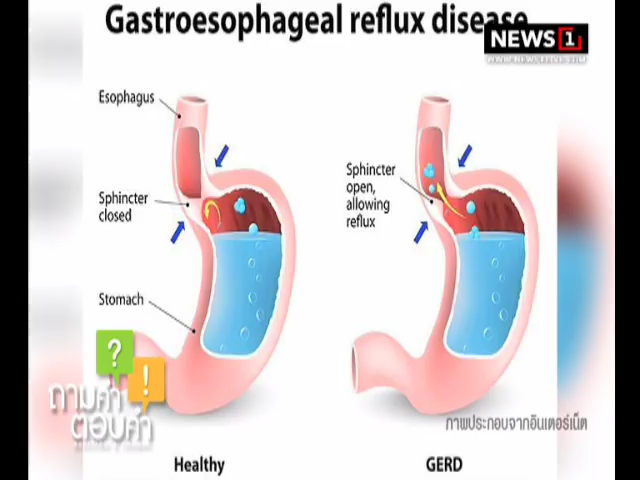 Gastroesophageal reflux disease
NEWS 1
Esophagus
Sphincter
closed
Stomach
Sphincter
open,
allowing
reflux
?
!
ถามคำ
ตอบคำ
ภาพประกอบจากอินเตอร์เน็ต
Healthy
GERD